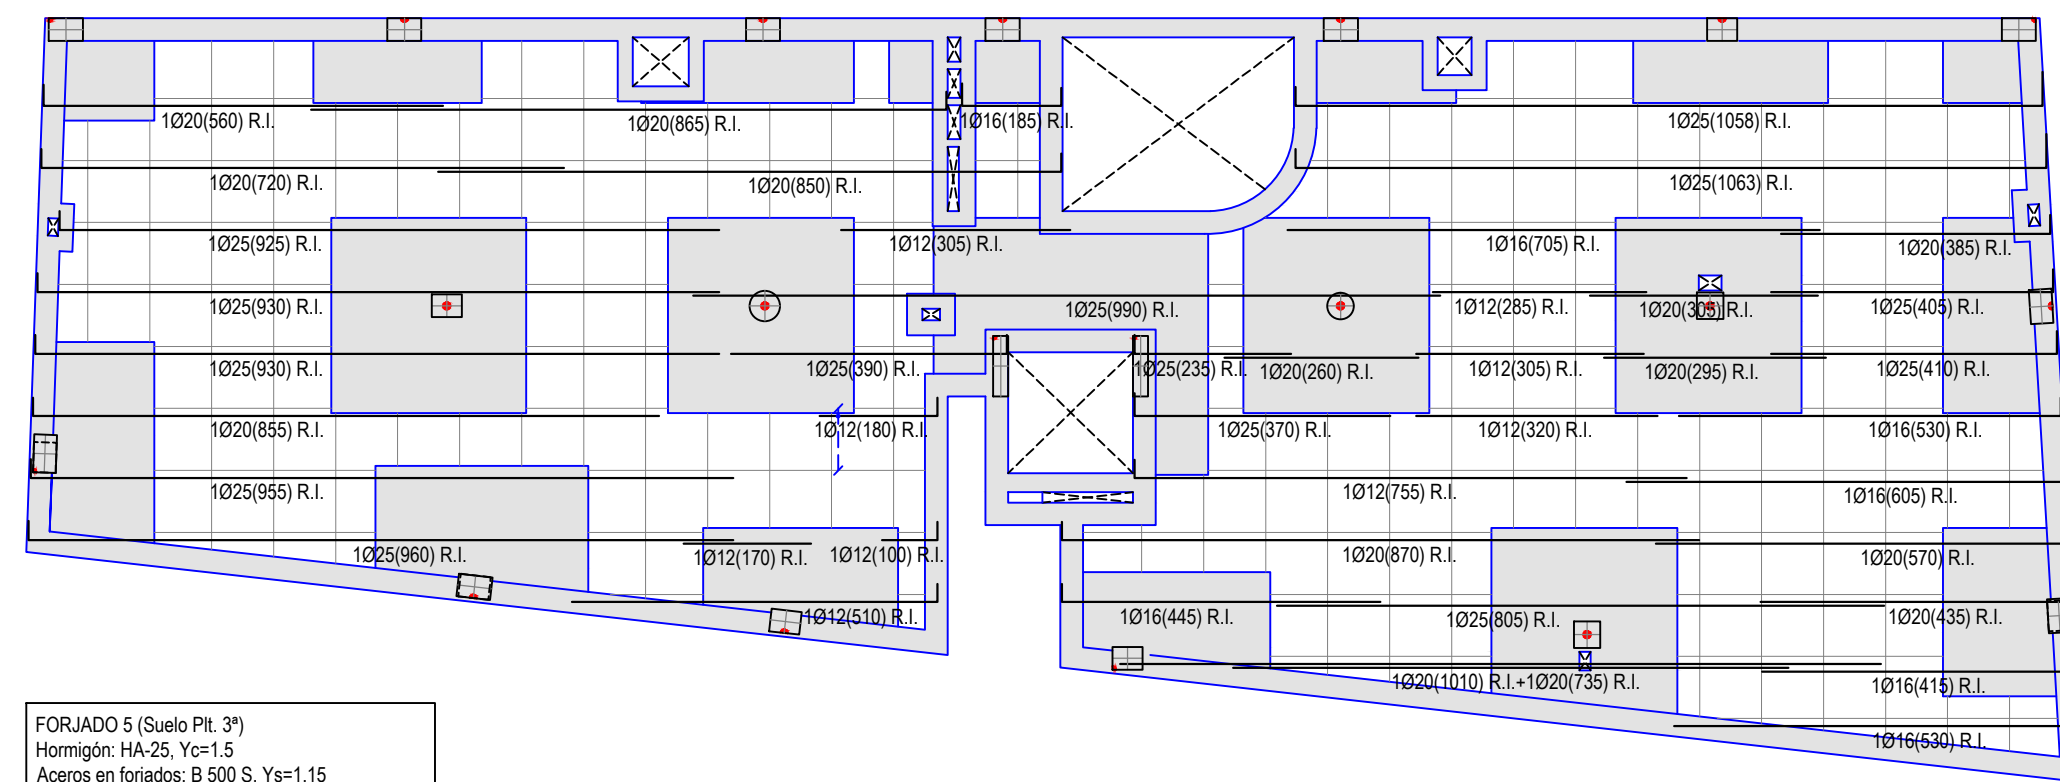 1Ø20(560) R.I.
1Ø20(865) R.I.
1Ø16(185) R.I.
1Ø25(1058) R.I.
1Ø20(720) R.I.
1Ø20(850) R.I.
1Ø25(1063) R.I.
1Ø25(925) R.I.
1Ø12(305) R.I.
1Ø16(705) R.I.
1Ø20(385) R.I.
1Ø25(930) R.I.
1Ø25(990) R.I.
1Ø12(285) R.I.
1Ø20(305) R.I.
1Ø25(405) R.I.
1Ø25(930) R.I.
1Ø25(390) R.I.
1Ø25(235) R.I.
1Ø20(260) R.I.
1Ø12(305) R.I.
1Ø20(295) R.I.
1Ø25(410) R.I.
1Ø20(855) R.I.
1Ø12(180) R.I.
1Ø25(370) R.I.
1Ø12(320) R.I.
1Ø16(530) R.I.
1Ø25(955) R.I.
1Ø12(755) R.I.
1Ø16(605) R.I.
1Ø25(960) R.I.
1Ø12(170) R.I.
1Ø12(100) R.I.
1Ø20(870) R.I.
1Ø20(570) R.I.
1Ø12(510) R.I.
1Ø16(445) R.I.
1Ø25(805) R.I.
1Ø20(435) R.I.
1Ø20(1010) R.I.+1Ø20(735) R.I.
1Ø16(415) R.I.
1Ø16(530) R.I.
FORJADO 5 (Suelo Plt. 3ª)
Hormigón: HA-25, Yc=1.5
Aceros en forjados: B 500 S, Ys=1.15